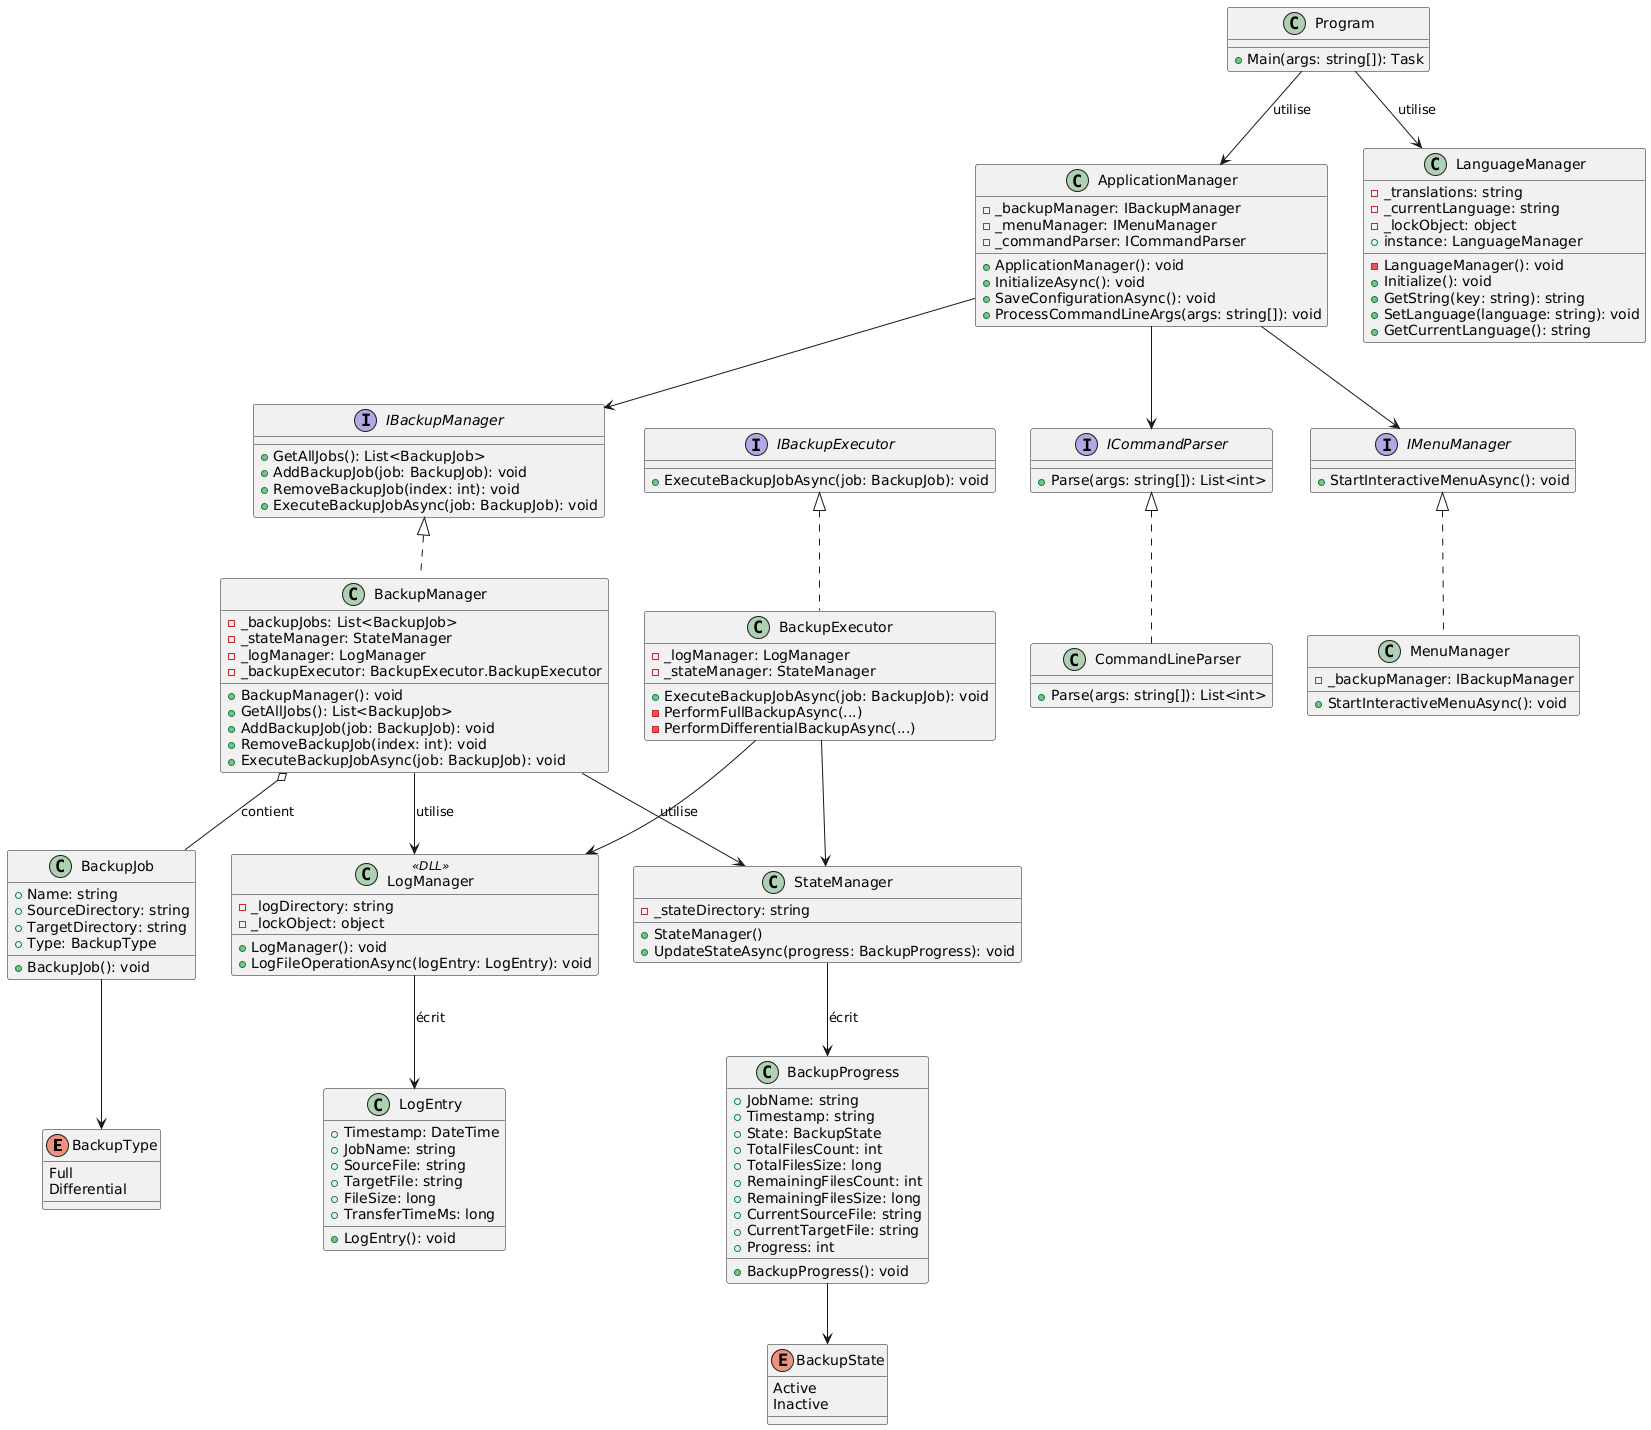 C Program
Main(args: string[]): Task
utilise
utilise
C ApplicationManager
_backupManager: IBackupManager
_menuManager: IMenuManager
_commandParser: ICommandParser
ApplicationManager(): void
InitializeAsync(): void
SaveConfigurationAsync(): void
ProcessCommandLineArgs(args: string[]): void
C LanguageManager
_translations: string
_currentLanguage: string
_lockObject: object
instance: LanguageManager
LanguageManager(): void
Initialize(): void
GetString(key: string): string
SetLanguage(language: string): void
GetCurrentLanguage(): string
I IBackupManager
GetAllJobs(): List<BackupJob>
AddBackupJob(job: BackupJob): void
RemoveBackupJob(index: int): void
ExecuteBackupJobAsync(job: BackupJob): void
I IBackupExecutor
ExecuteBackupJobAsync(job: BackupJob): void
I ICommandParser
Parse(args: string[]): List<int>
I IMenuManager
StartInteractiveMenuAsync(): void
C BackupManager
_backupJobs: List<BackupJob>
_stateManager: StateManager
_logManager: LogManager
_backupExecutor: BackupExecutor.BackupExecutor
BackupManager(): void
GetAllJobs(): List<BackupJob>
AddBackupJob(job: BackupJob): void
RemoveBackupJob(index: int): void
ExecuteBackupJobAsync(job: BackupJob): void
C BackupExecutor
_logManager: LogManager
_stateManager: StateManager
ExecuteBackupJobAsync(job: BackupJob): void
PerformFullBackupAsync(...)
PerformDifferentialBackupAsync(...)
C CommandLineParser
Parse(args: string[]): List<int>
C MenuManager
_backupManager: IBackupManager
StartInteractiveMenuAsync(): void
contient
utilise
utilise
C BackupJob
Name: string
SourceDirectory: string
TargetDirectory: string
Type: BackupType
BackupJob(): void
«DLL»
C LogManager
_logDirectory: string
_lockObject: object
LogManager(): void
LogFileOperationAsync(logEntry: LogEntry): void
C StateManager
_stateDirectory: string
StateManager()
UpdateStateAsync(progress: BackupProgress): void
écrit
écrit
E BackupType
Full
Differential
C LogEntry
Timestamp: DateTime
JobName: string
SourceFile: string
TargetFile: string
FileSize: long
TransferTimeMs: long
LogEntry(): void
C BackupProgress
JobName: string
Timestamp: string
State: BackupState
TotalFilesCount: int
TotalFilesSize: long
RemainingFilesCount: int
RemainingFilesSize: long
CurrentSourceFile: string
CurrentTargetFile: string
Progress: int
BackupProgress(): void
E BackupState
Active
Inactive